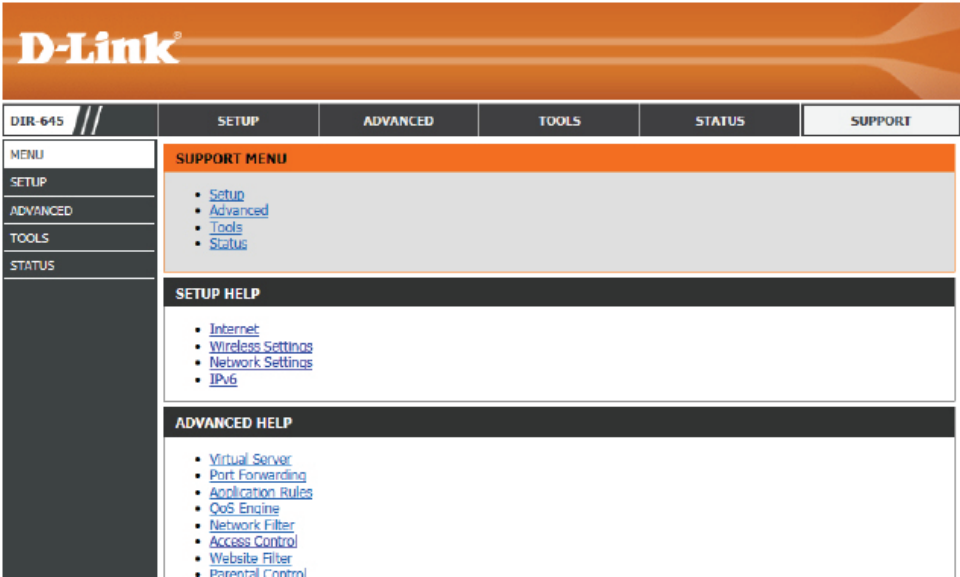 D-Link®
DIR-645 SETUP ADVANCED TOOLS STATUS SUPPORT
MENU
SETUP
ADVANCED
TOOLS
STATUS
SUPPORT MENU
Setup
Advanced
Tools
Status
SETUP HELP
Internet
Wireless Settings
Network Settings
IPv6
ADVANCED HELP
Virtual Server
Port Forwarding
Application Rules
QoS Engine
Network Filter
Access Control
Website Filter
Parental Control